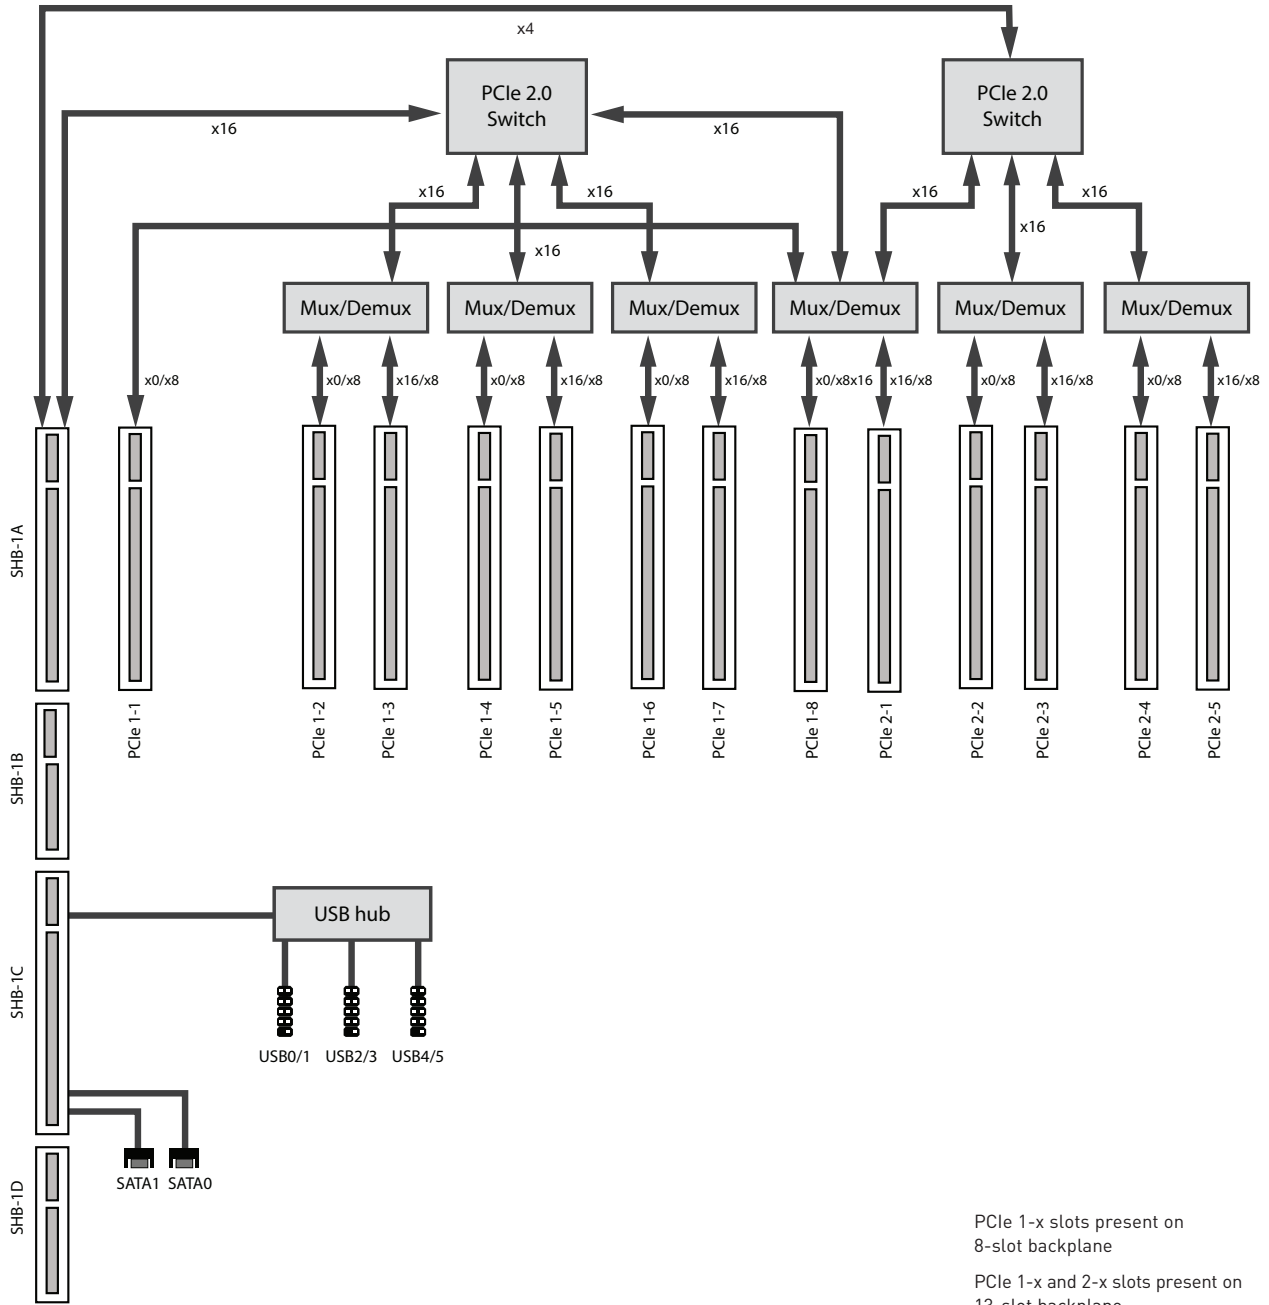 x4
PCIe 2.0
Switch
PCIe 2.0
Switch
x16
x16
x16
x16
x16
x16
x16
x16
x16
Mux/Demux
Mux/Demux
Mux/Demux
Mux/Demux
Mux/Demux
Mux/Demux
x0/x8
x0/x8
x16/x8
x0/x8
x16/x8
x0/x8
x16/x8
x0/x8x16
x16/x8
x0/x8
x16/x8
x0/x8
x16/x8
SHB-1A
PCIe 1-1
PCIe 1-2
PCIe 1-3
PCIe 1-4
PCIe 1-5
PCIe 1-6
PCIe 1-7
PCIe 1-8
PCIe 2-1
PCIe 2-2
PCIe 2-3
PCIe 2-4
PCIe 2-5
SHB-1B
USB hub
SHB-1C
USB0/1
USB2/3
USB4/5
SATA1
SATA0
SHB-1D
PCIe 1-x slots present on
8-slot backplane
PCIe 1-x and 2-x slots present on
13-slot backplane